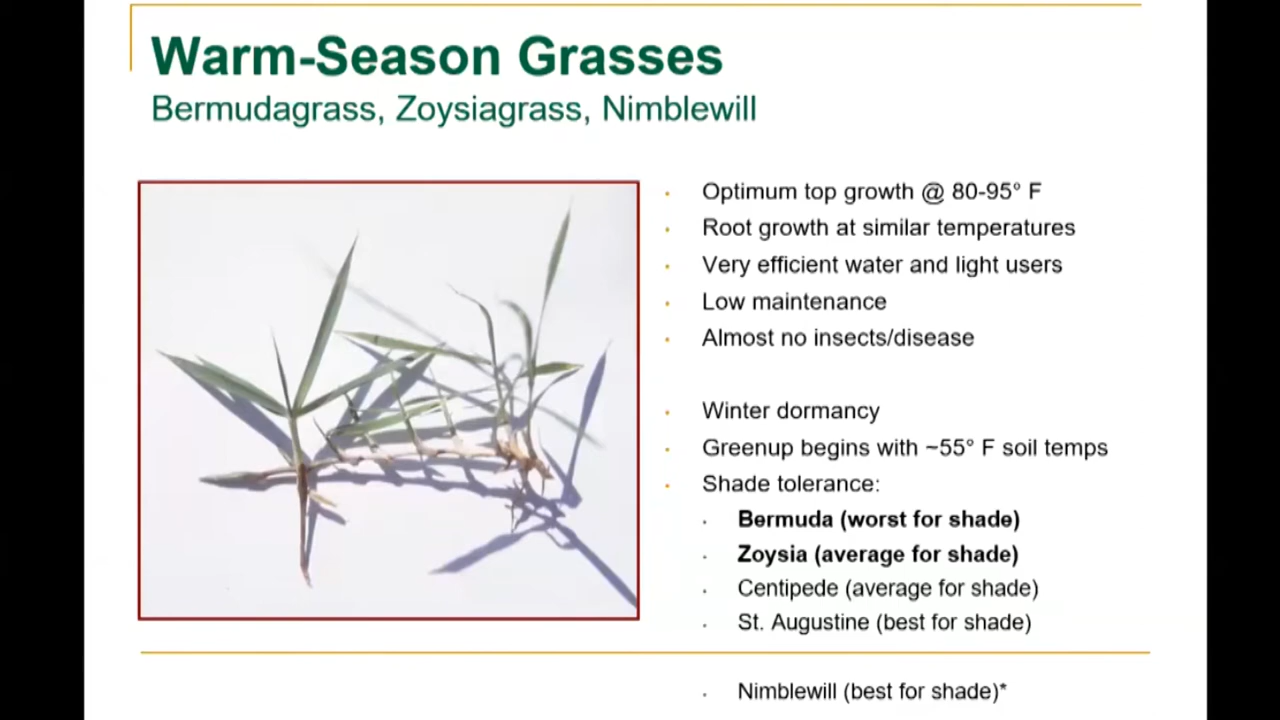 Warm-Season Grasses
Bermudagrass, Zoysiagrass, Nimblewill
Optimum top growth @ 80-95° F
Root growth at similar temperatures
Very efficient water and light users
Low maintenance
Almost no insects/disease
Winter dormancy
Greenup begins with ~55° F soil temps
Shade tolerance:
Bermuda (worst for shade)
Zoysia (average for shade)
Centipede (average for shade)
St. Augustine (best for shade)
Nimblewill (best for shade)*